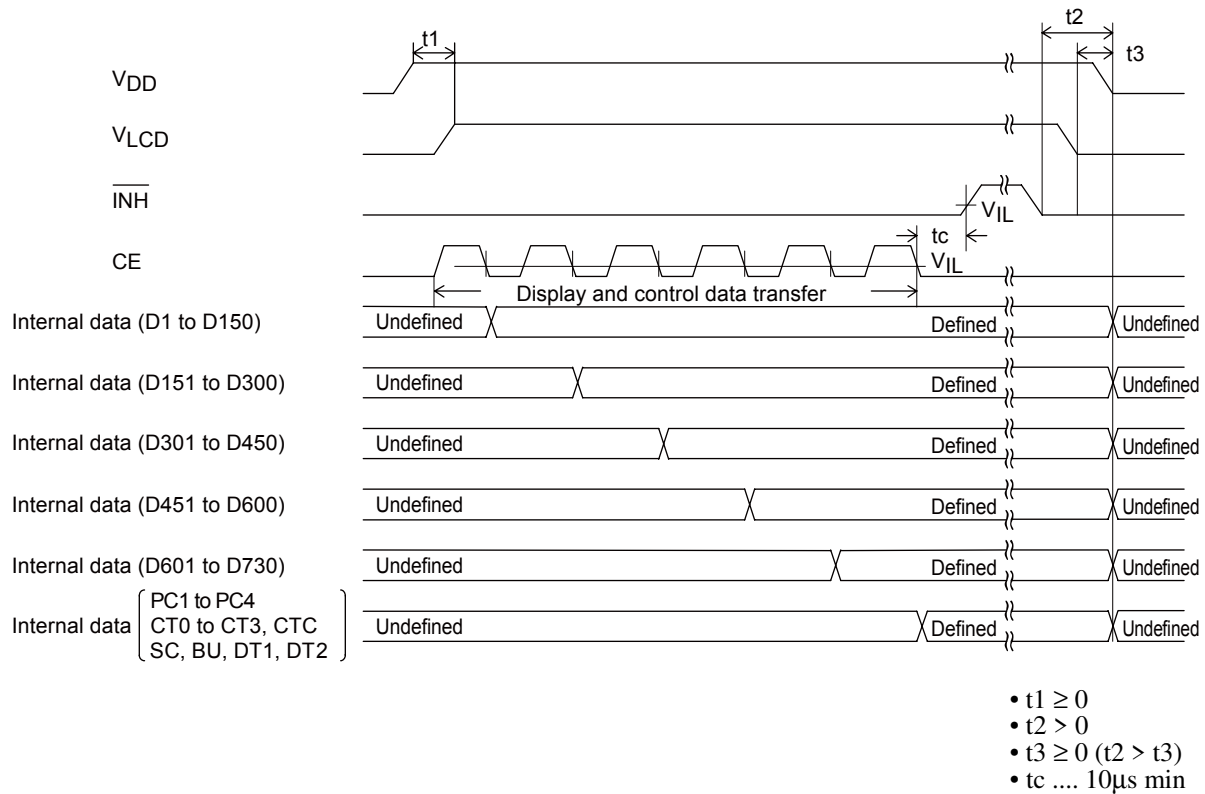 t1
t2
t3
VDD
VLCD
INH
VIL
tc
CE
VIL
Display and control data transfer
Internal data (D1 to D150)
Undefined
Defined
Undefined
Internal data (D151 to D300)
Undefined
Defined
Undefined
Internal data (D301 to D450)
Undefined
Defined
Undefined
Internal data (D451 to D600)
Undefined
Defined
Undefined
Internal data (D601 to D730)
Undefined
Defined
Undefined
Internal data
PC1 to PC4
CT0 to CT3, CTC
SC, BU, DT1, DT2
Undefined
Defined
Undefined
• t1 ≥ 0
• t2 > 0
• t3 ≥ 0 (t2 > t3)
• tc .... 10μs min